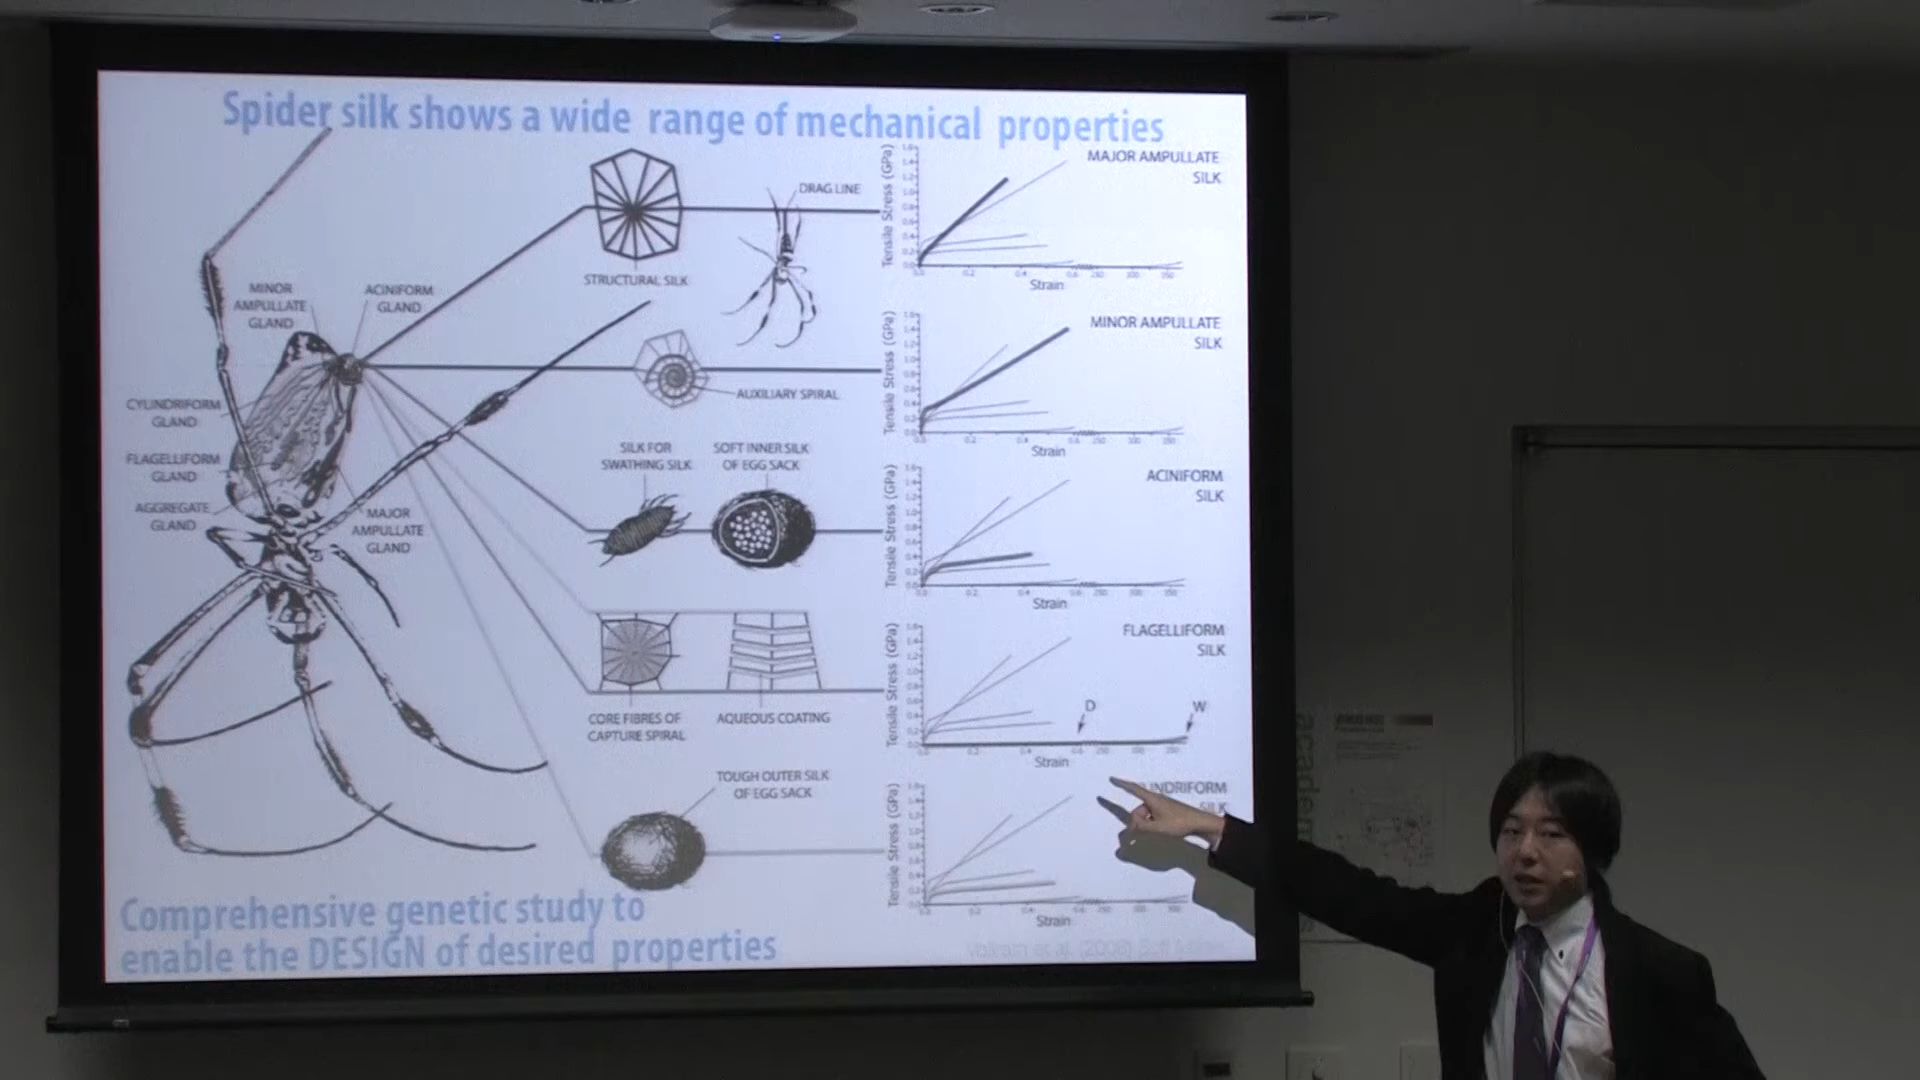 Spider silk shows a wide range of mechanical properties
MINOR
AMPULLATE
GLAND
ACINIFORM
GLAND
CYLINDRIFORM
GLAND
FLAGELLIFORM
GLAND
AGGREGATE
GLAND
MAJOR
AMPULLATE
GLAND
STRUCTURAL SILK
DRAG LINE
AUXILIARY SPIRAL
SILK FOR
SWATHING SILK
SOFT INNER SILK
OF EGG SACK
CORE FIBRES OF
CAPTURE SPIRAL
AQUEOUS COATING
TOUGH OUTER SILK
OF EGG SACK
MAJOR AMPULLATE
SILK
Tensile Stress (GPa)
Strain
MINOR AMPULLATE
SILK
Tensile Stress (GPa)
Strain
ACINIFORM
SILK
Tensile Stress (GPa)
Strain
FLAGELLIFORM
SILK
Tensile Stress (GPa)
D
W
Strain
INDRIFORM
SILK
Tensile Stress (GPa)
Strain
Comprehensive genetic study to
enable the DESIGN of desired properties
academ